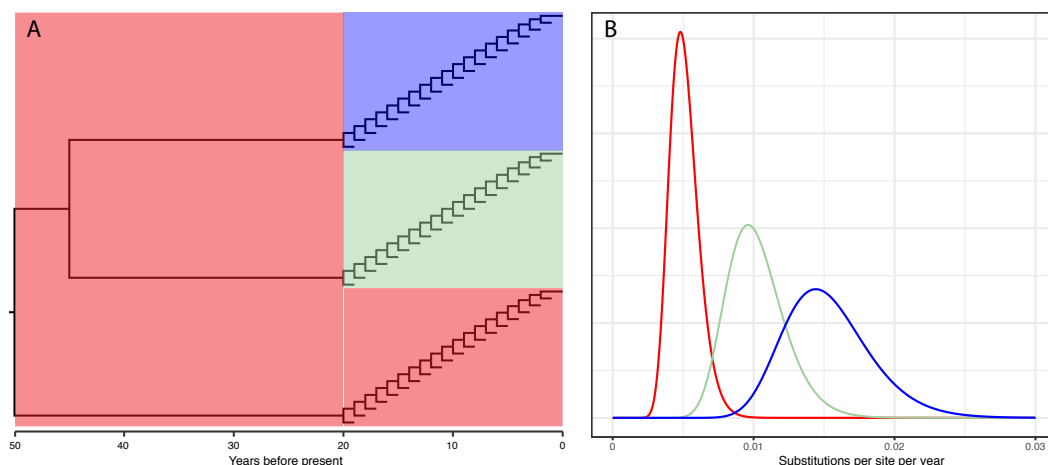 A
B
50 40 30 20 10 0
Years before present
0 0.01 0.02 0.03
Substitutions per site per year